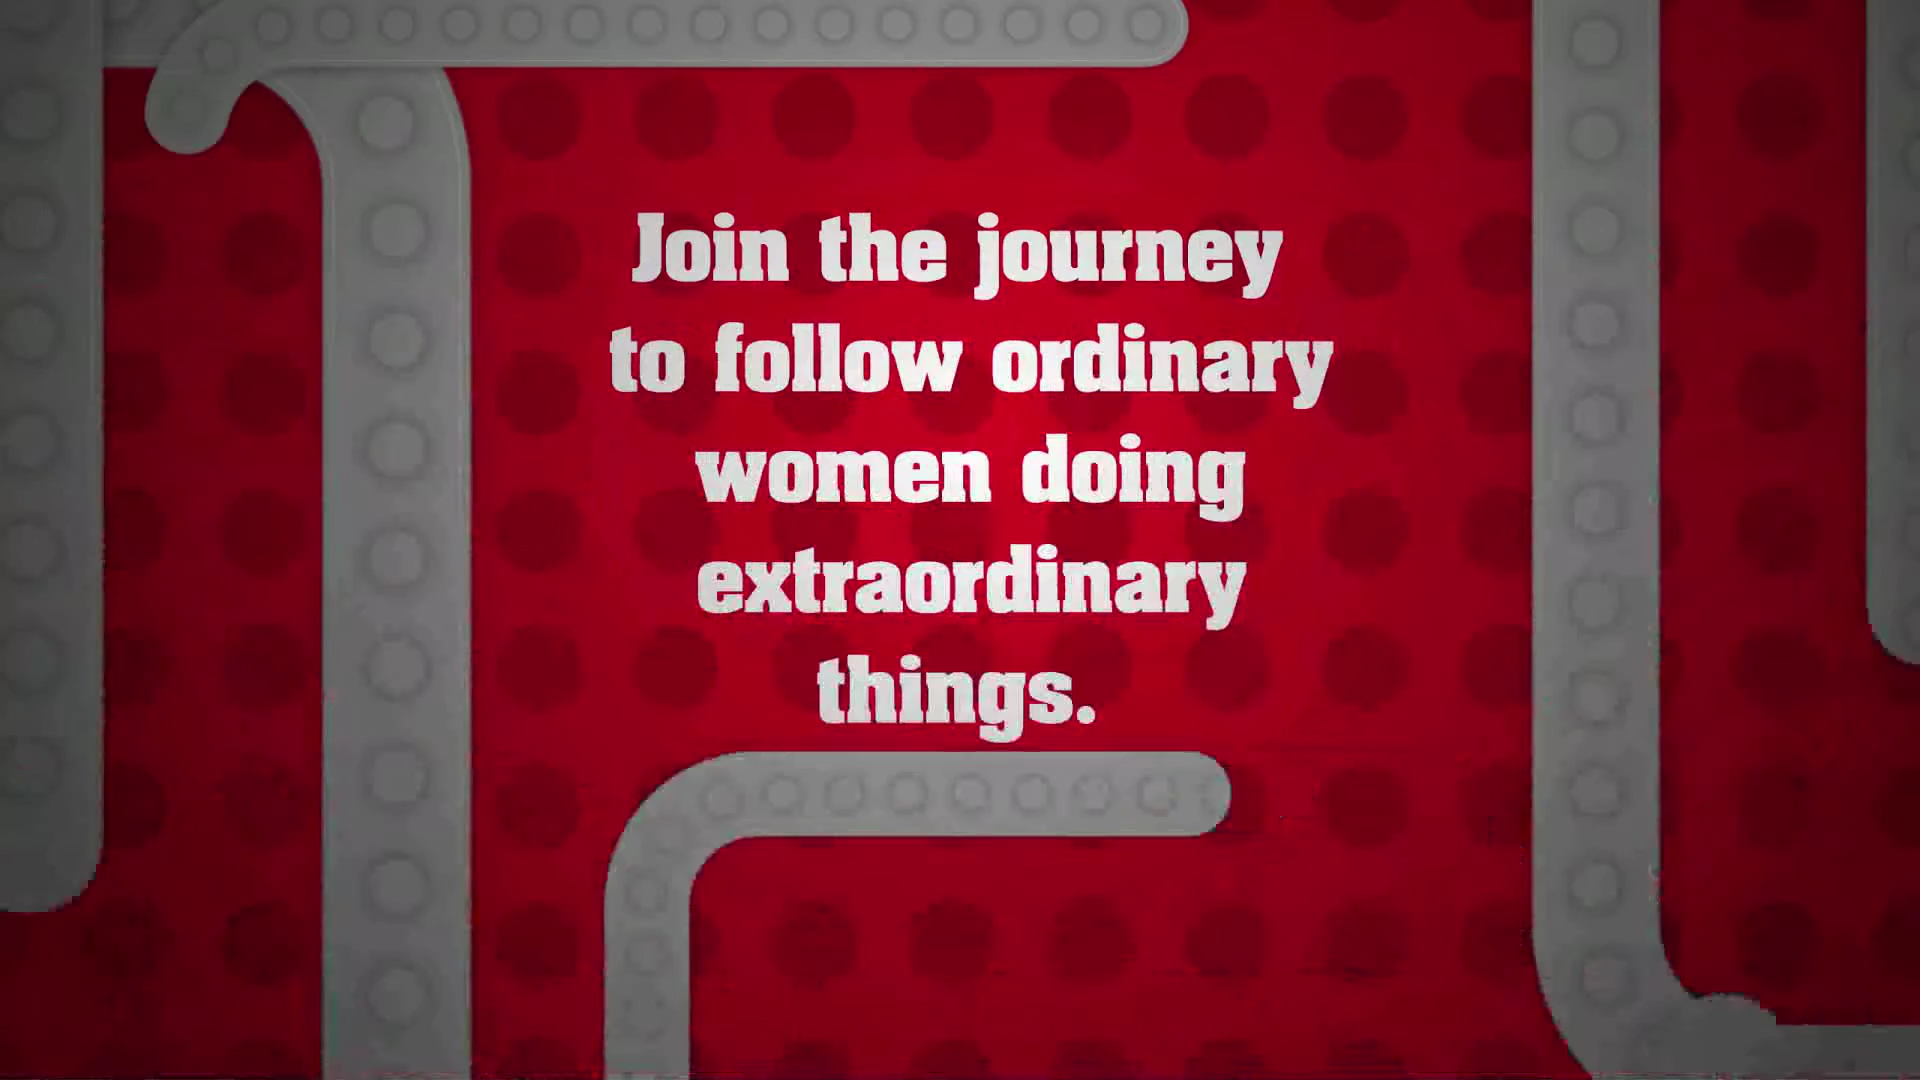 Join the journey
to follow ordinary
women doing
extraordinary
things.